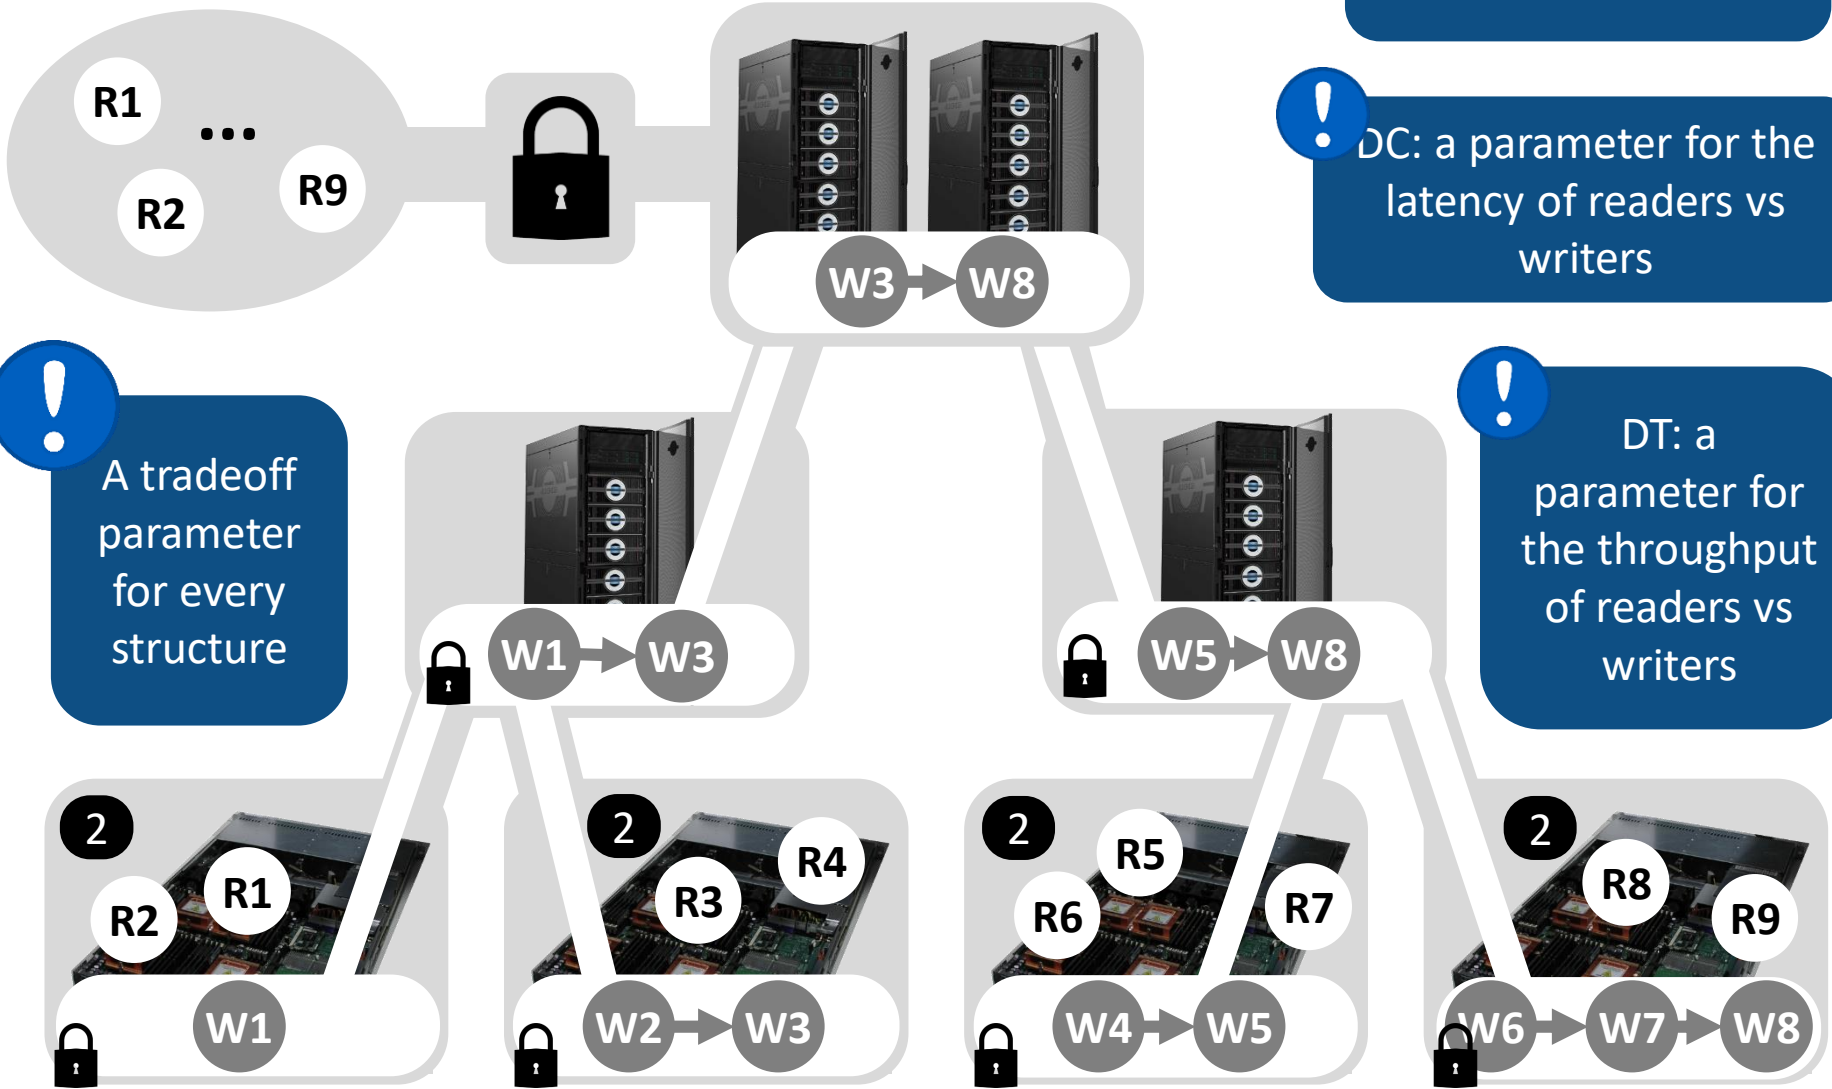 R1
...
R2
R9
W3
W8
DC: a parameter for the
latency of readers vs
writers
A tradeoff
parameter
for every
structure
DT: a
parameter for
the throughput
of readers vs
writers
W1
W3
W5
W8
2
R2
R1
2
R3
R4
2
R5
R6
R7
2
R8
R9
W1
W2
W3
W4
W5
W6
W7
W8